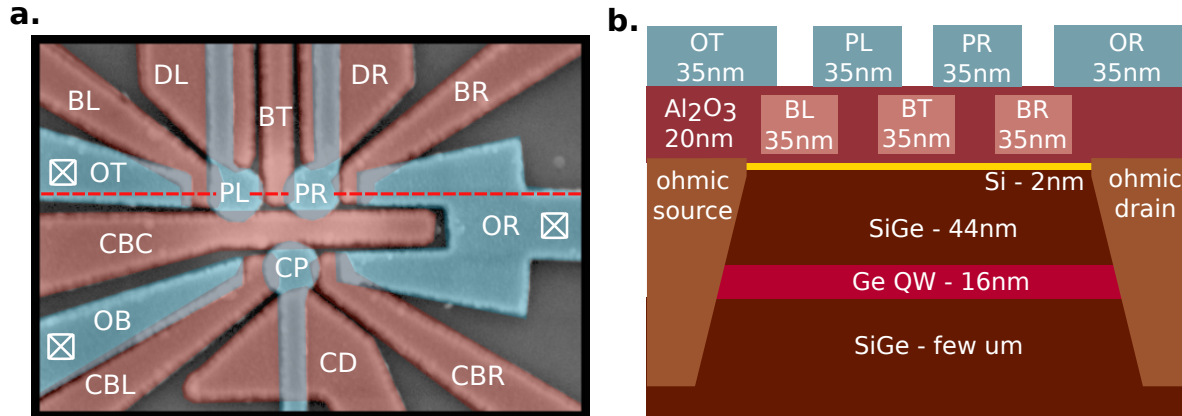 a.
DL
DR
BL
BT
BR
OT
PL
PR
CBC
OR
CP
OB
CBL
CD
CBR
b.
OT
35nm
PL
35nm
PR
35nm
OR
35nm
Al2O3
20nm
BL
35nm
BT
35nm
BR
35nm
ohmic
source
Si - 2nm
ohmic
drain
SiGe - 44nm
Ge QW - 16nm
SiGe - few um